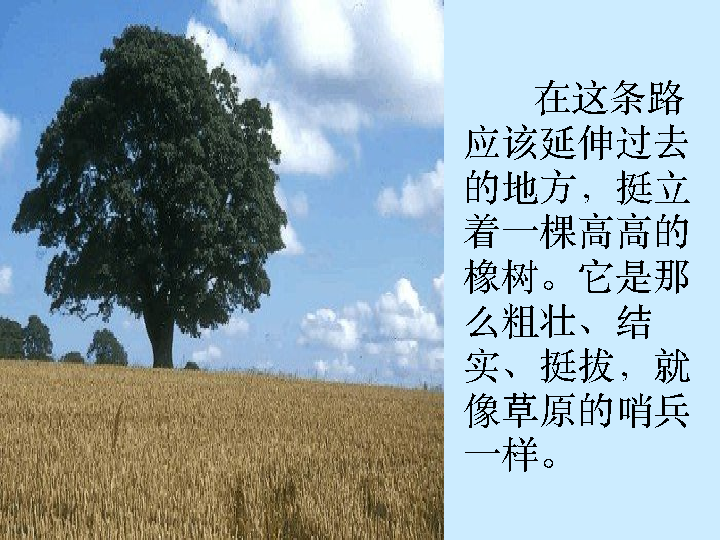 在这条路
应该延伸过去
的地方，挺立
着一棵高高的
橡树。它是那
么粗壮、结
实、挺拔，就
像草原的哨兵
一样。